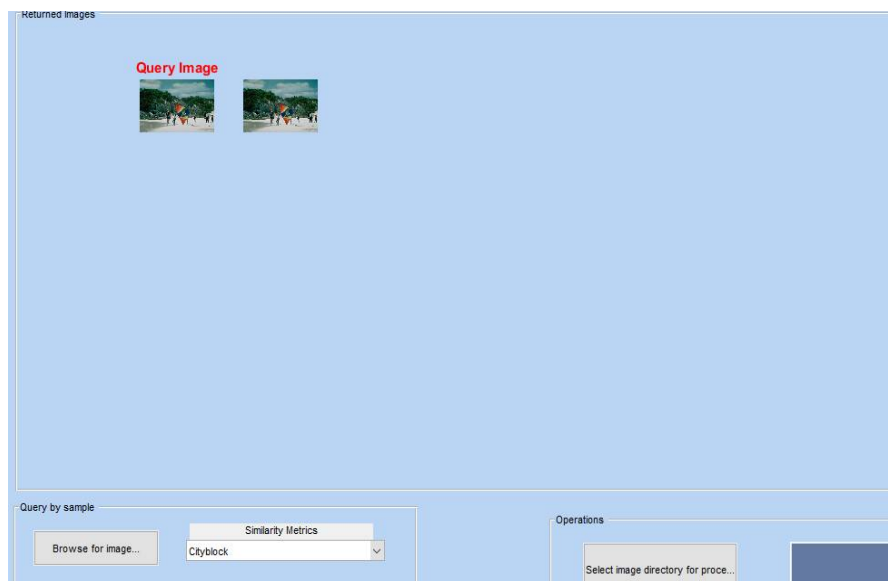 Returned Images
Query Image
Query by sample
Similarity Metrics
Browse for image...
Cityblock
Operations
Select image directory for proce...